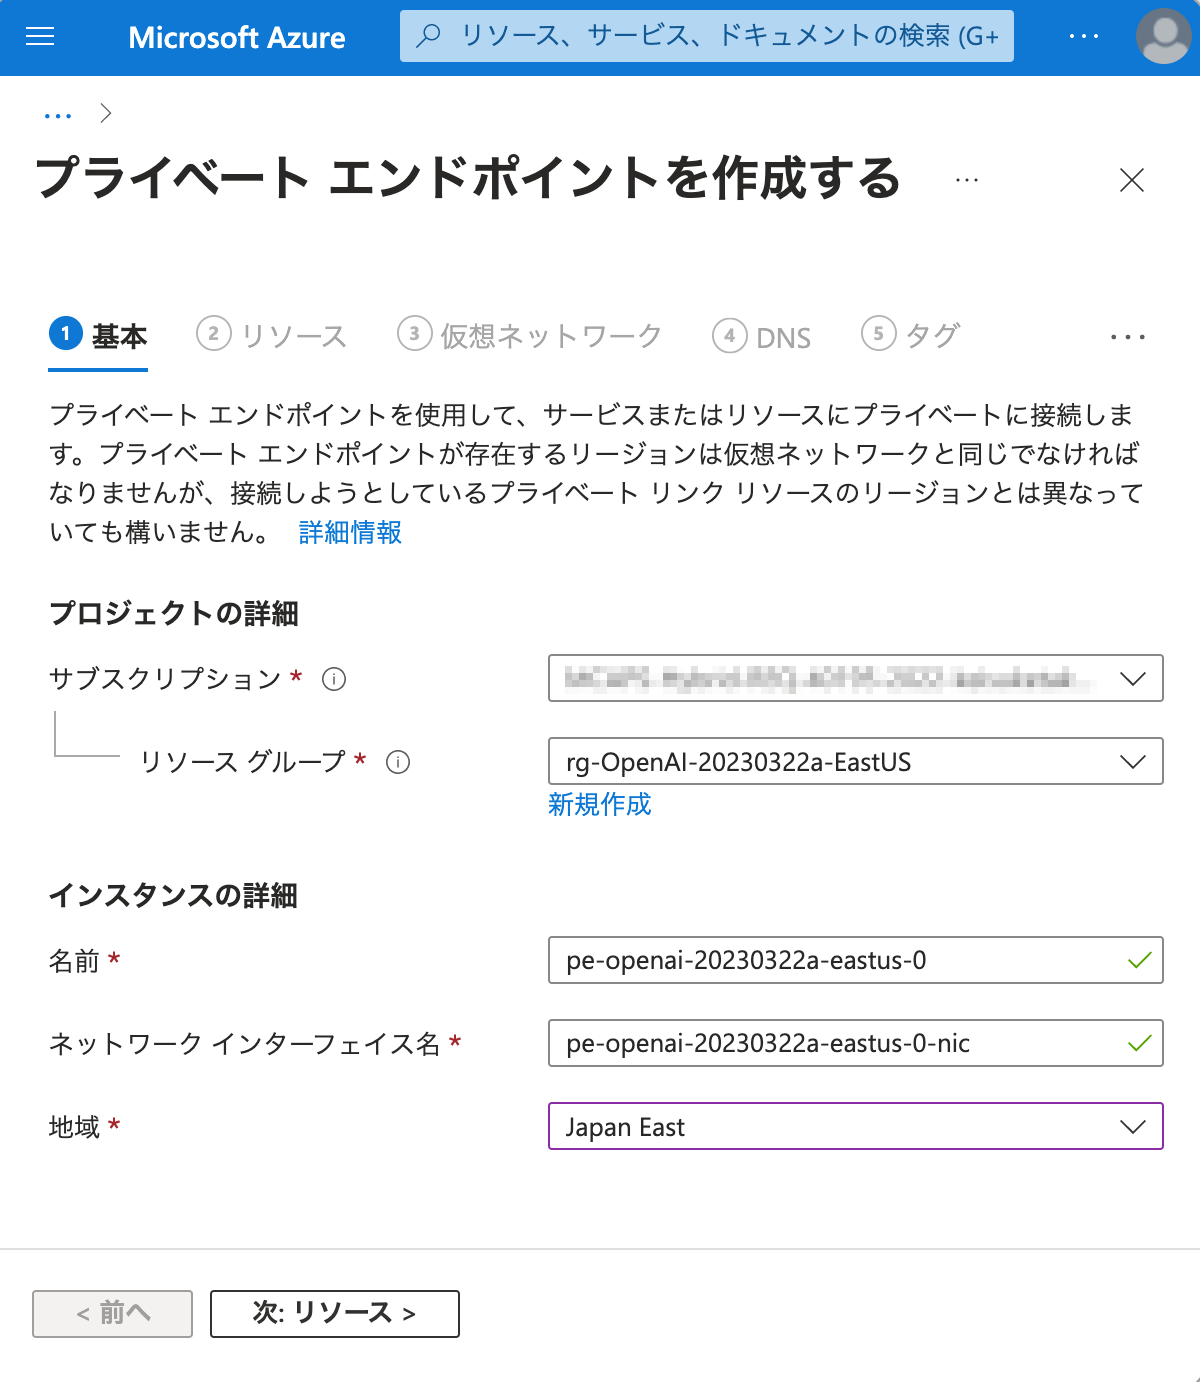 Microsoft Azure
リソース、サービス、ドキュメントの検索 (G+
プライベート エンドポイントを作成する
1 基本
2 リソース
3 仮想ネットワーク
4 DNS
5 タグ
プライベート エンドポイントを使用して、サービスまたはリソースにプライベートに接続しま
す。プライベート エンドポイントが存在するリージョンは仮想ネットワークと同じでなければ
なりませんが、接続しようとしているプライベート リンク リソースのリージョンとは異なって
いても構いません。 詳細情報
プロジェクトの詳細
サブスクリプション *
リソース グループ *
rg-OpenAI-20230322a-EastUS
新規作成
インスタンスの詳細
名前 *
pe-openai-20230322a-eastus-0
ネットワーク インターフェイス名 *
pe-openai-20230322a-eastus-0-nic
地域 *
Japan East
< 前へ
次: リソース >